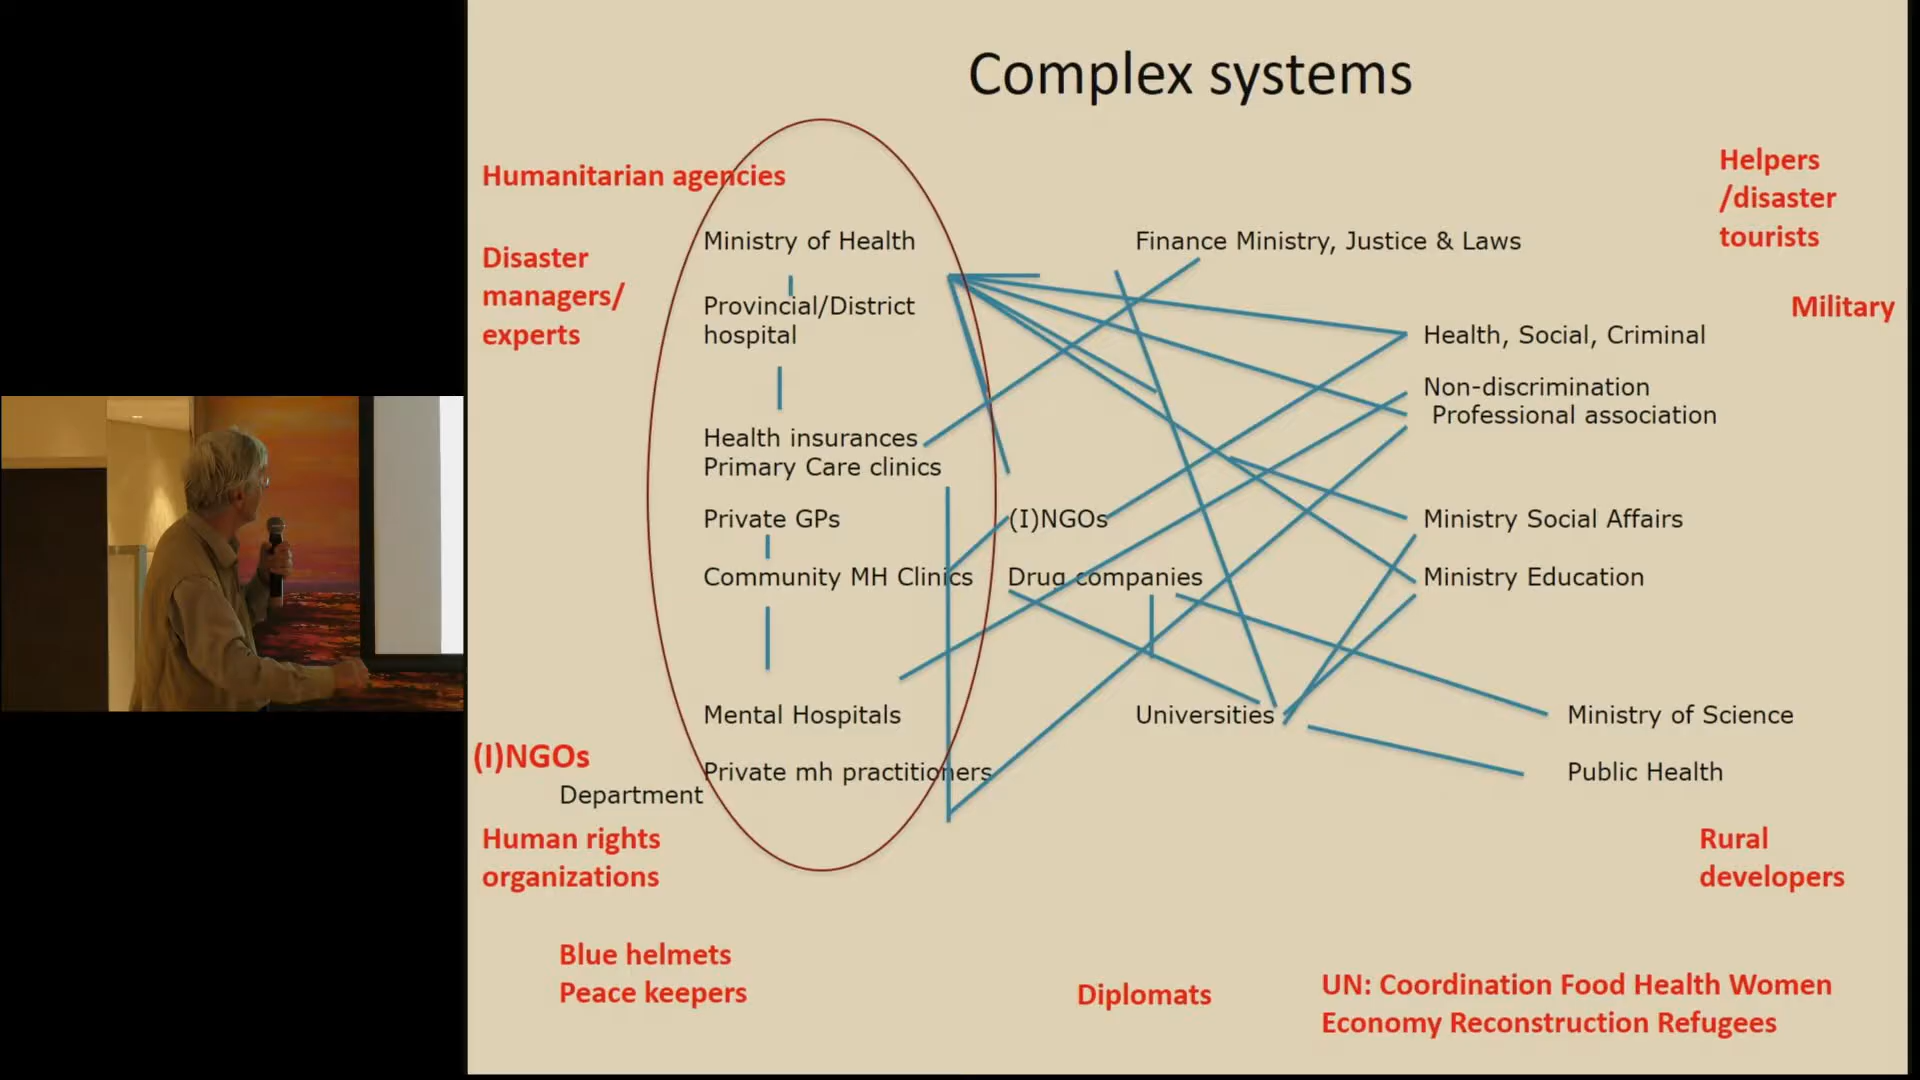 Complex systems
Humanitarian agencies
Helpers
/disaster
tourists
Ministry of Health
Finance Ministry, Justice & Laws
Disaster
managers/
experts
Military
Provincial/District
hospital
Health, Social, Criminal
Non-discrimination
Professional association
Health insurances
Primary Care clinics
Private GPs
(I)NGOs
Ministry Social Affairs
Community MH Clinics
Drug companies
Ministry Education
Mental Hospitals
Universities
Ministry of Science
(I)NGOs
Private mh practitioners
Public Health
Department
Human rights
organizations
Rural
developers
Blue helmets
Peace keepers
Diplomats
UN: Coordination Food Health Women
Economy Reconstruction Refugees